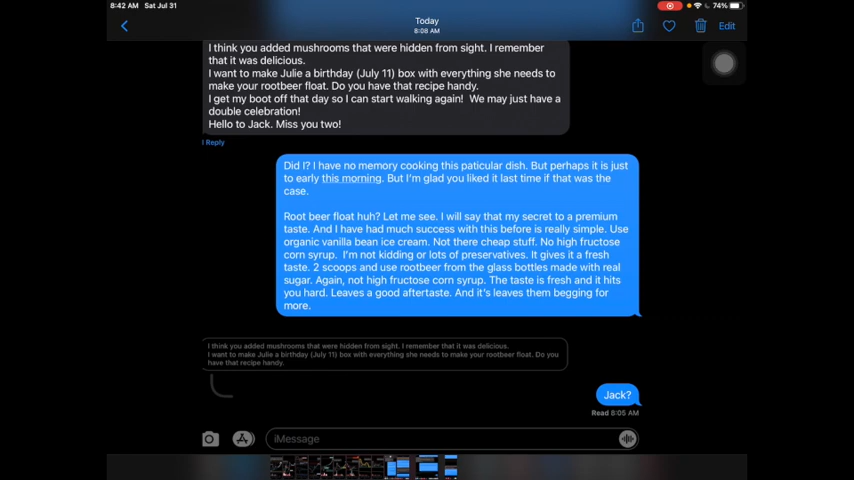 8:42 AM Sat Jul 31
74%
Today
8:08 AM
Edit
I think you added mushrooms that were hidden from sight. I remember
that it was delicious.
I want to make Julie a birthday (July 11) box with everything she needs to
make your rootbeer float. Do you have that recipe handy.
I get my boot off that day so I can start walking again! We may just have a
double celebration!
Hello to Jack. Miss you two!
1 Reply
Did I? I have no memory cooking this paticular dish. But perhaps it is just
to early this morning. But I'm glad you liked it last time if that was the
case.
Root beer float huh? Let me see. I will say that my secret to a premium
taste. And I have had much success with this before is really simple. Use
organic vanilla bean ice cream. Not there cheap stuff. No high fructose
corn syrup. I'm not kidding or lots of preservatives. It gives it a fresh
taste. 2 scoops and use rootbeer from the glass bottles made with real
sugar. Again, not high fructose corn syrup. The taste is fresh and it hits
you hard. Leaves a good aftertaste. And it's leaves them begging for
more.
I think you added mushrooms that were hidden from sight. I remember that it was delicious.
I want to make Julie a birthday (July 11) box with everything she needs to make your rootbeer float. Do you
have that recipe handy.
Jack?
Read 8:05 AM
iMessage